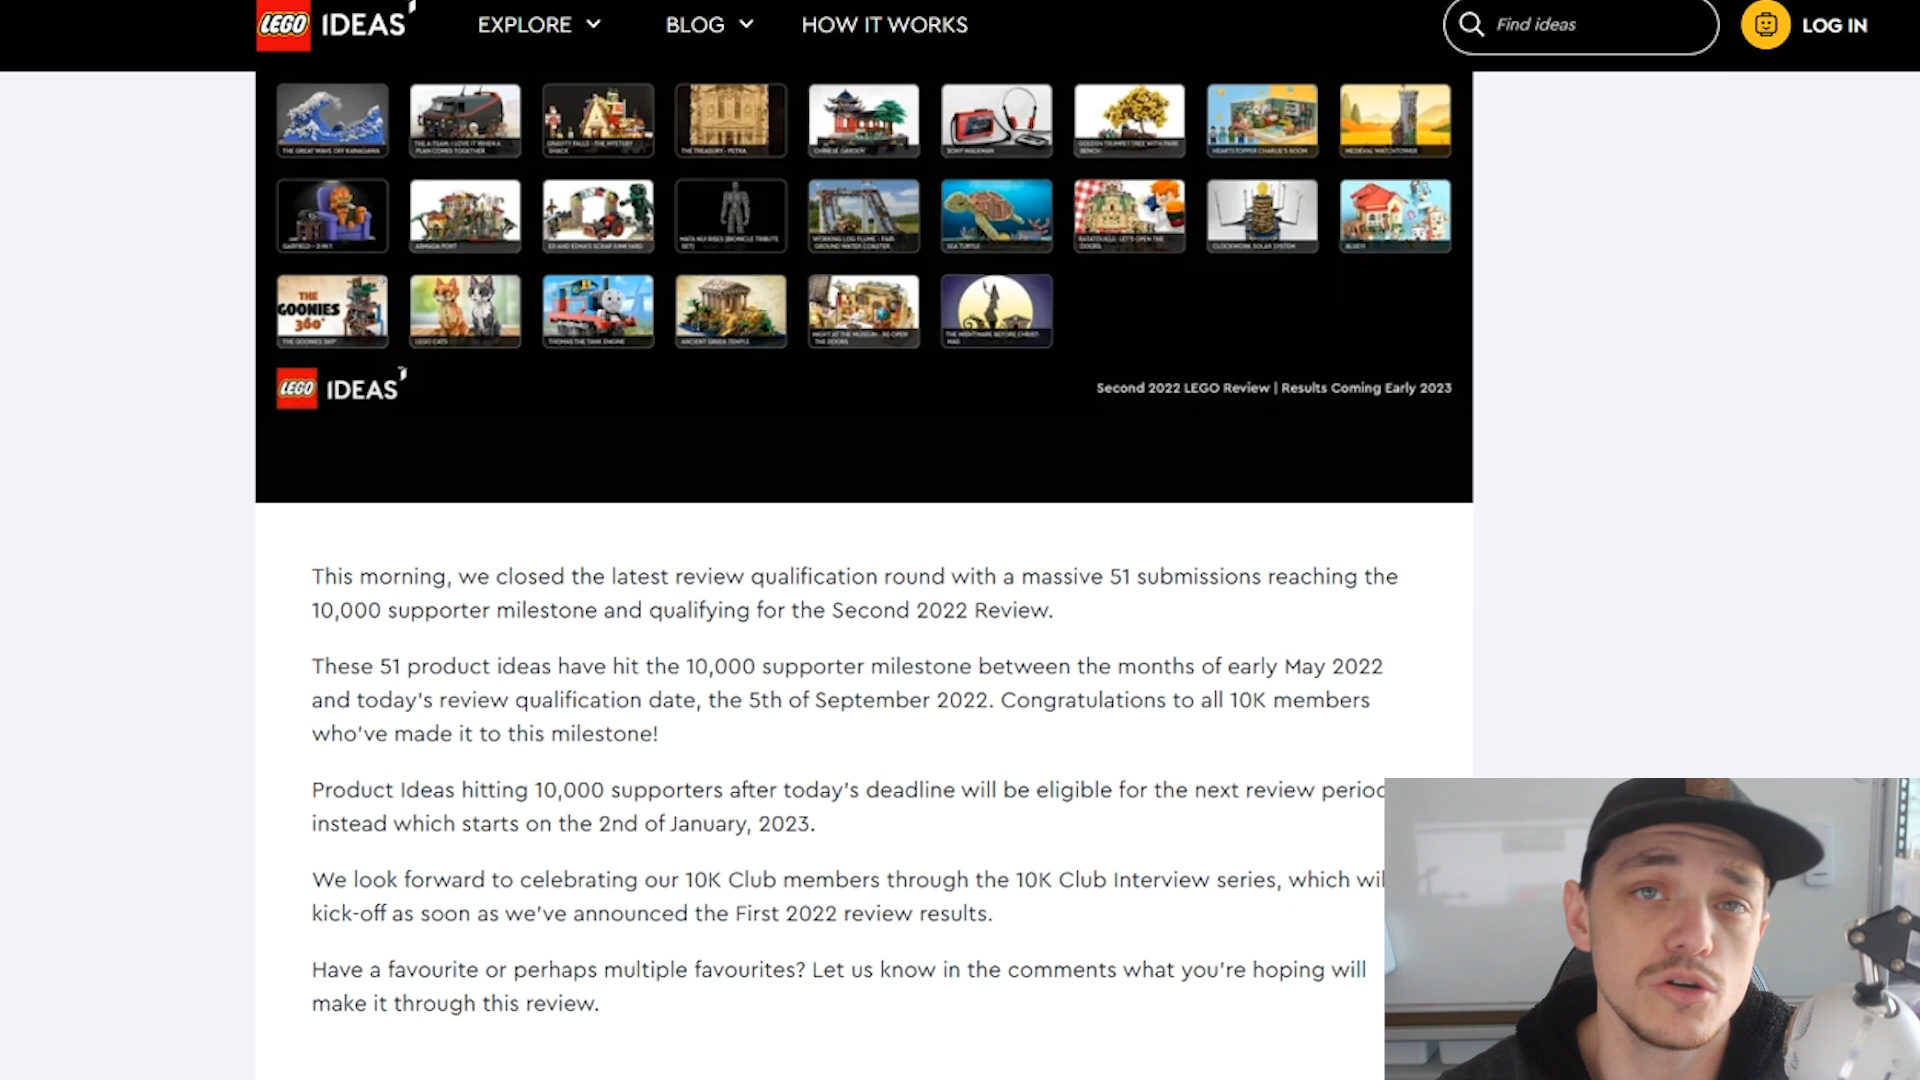 LEGO IDEAS EXPLORE BLOG HOW IT WORKS Find ideas LOG IN
THE GREAT WAVE OFF KANAGAWA
THE A-TEAM: I LOVE IT WHEN A
PLAN COMES TOGETHER
GRAVITY FALLS - THE MYSTERY
SHACK
THE TREASURY - PETRA
CHINESE GARDEN
SONY WALKMAN
GOLDEN TRUMPET TREE WITH PARK
BENCH
HEARTSTOPPER CHARLIE'S ROOM
MEDIEVAL WATCHTOWER
GARFIELD - 2 IN 1
ARMADA PORT
ED AND EDNA'S SCRAP JUNKYARD
MATA NUI RISES (BIONICLE TRIBUTE
SET)
WORKING LOG FLUME - FAIR
GROUND WATER COASTER
SEA TURTLE
RATATOUILLE: LET'S OPEN THE
DOORS
CLOCKWORK SOLAR SYSTEM
BLUEY
THE
GOONIES
360°
THE GOONIES 360°
LEGO CATS
THOMAS THE TANK ENGINE
ANCIENT GREEK TEMPLE
NIGHT AT THE MUSEUM - RE-OPEN
THE DOORS
THE NIGHTMARE BEFORE CHRIST-
MAS
LEGO IDEAS
Second 2022 LEGO Review | Results Coming Early 2023
This morning, we closed the latest review qualification round with a massive 51 submissions reaching the
10,000 supporter milestone and qualifying for the Second 2022 Review.
These 51 product ideas have hit the 10,000 supporter milestone between the months of early May 2022
and today's review qualification date, the 5th of September 2022. Congratulations to all 10K members
who've made it to this milestone!
Product Ideas hitting 10,000 supporters after today's deadline will be eligible for the next review perioc
instead which starts on the 2nd of January, 2023.
We look forward to celebrating our 10K Club members through the 10K Club Interview series, which wil
kick-off as soon as we've announced the First 2022 review results.
Have a favourite or perhaps multiple favourites? Let us know in the comments what you're hoping will
make it through this review.